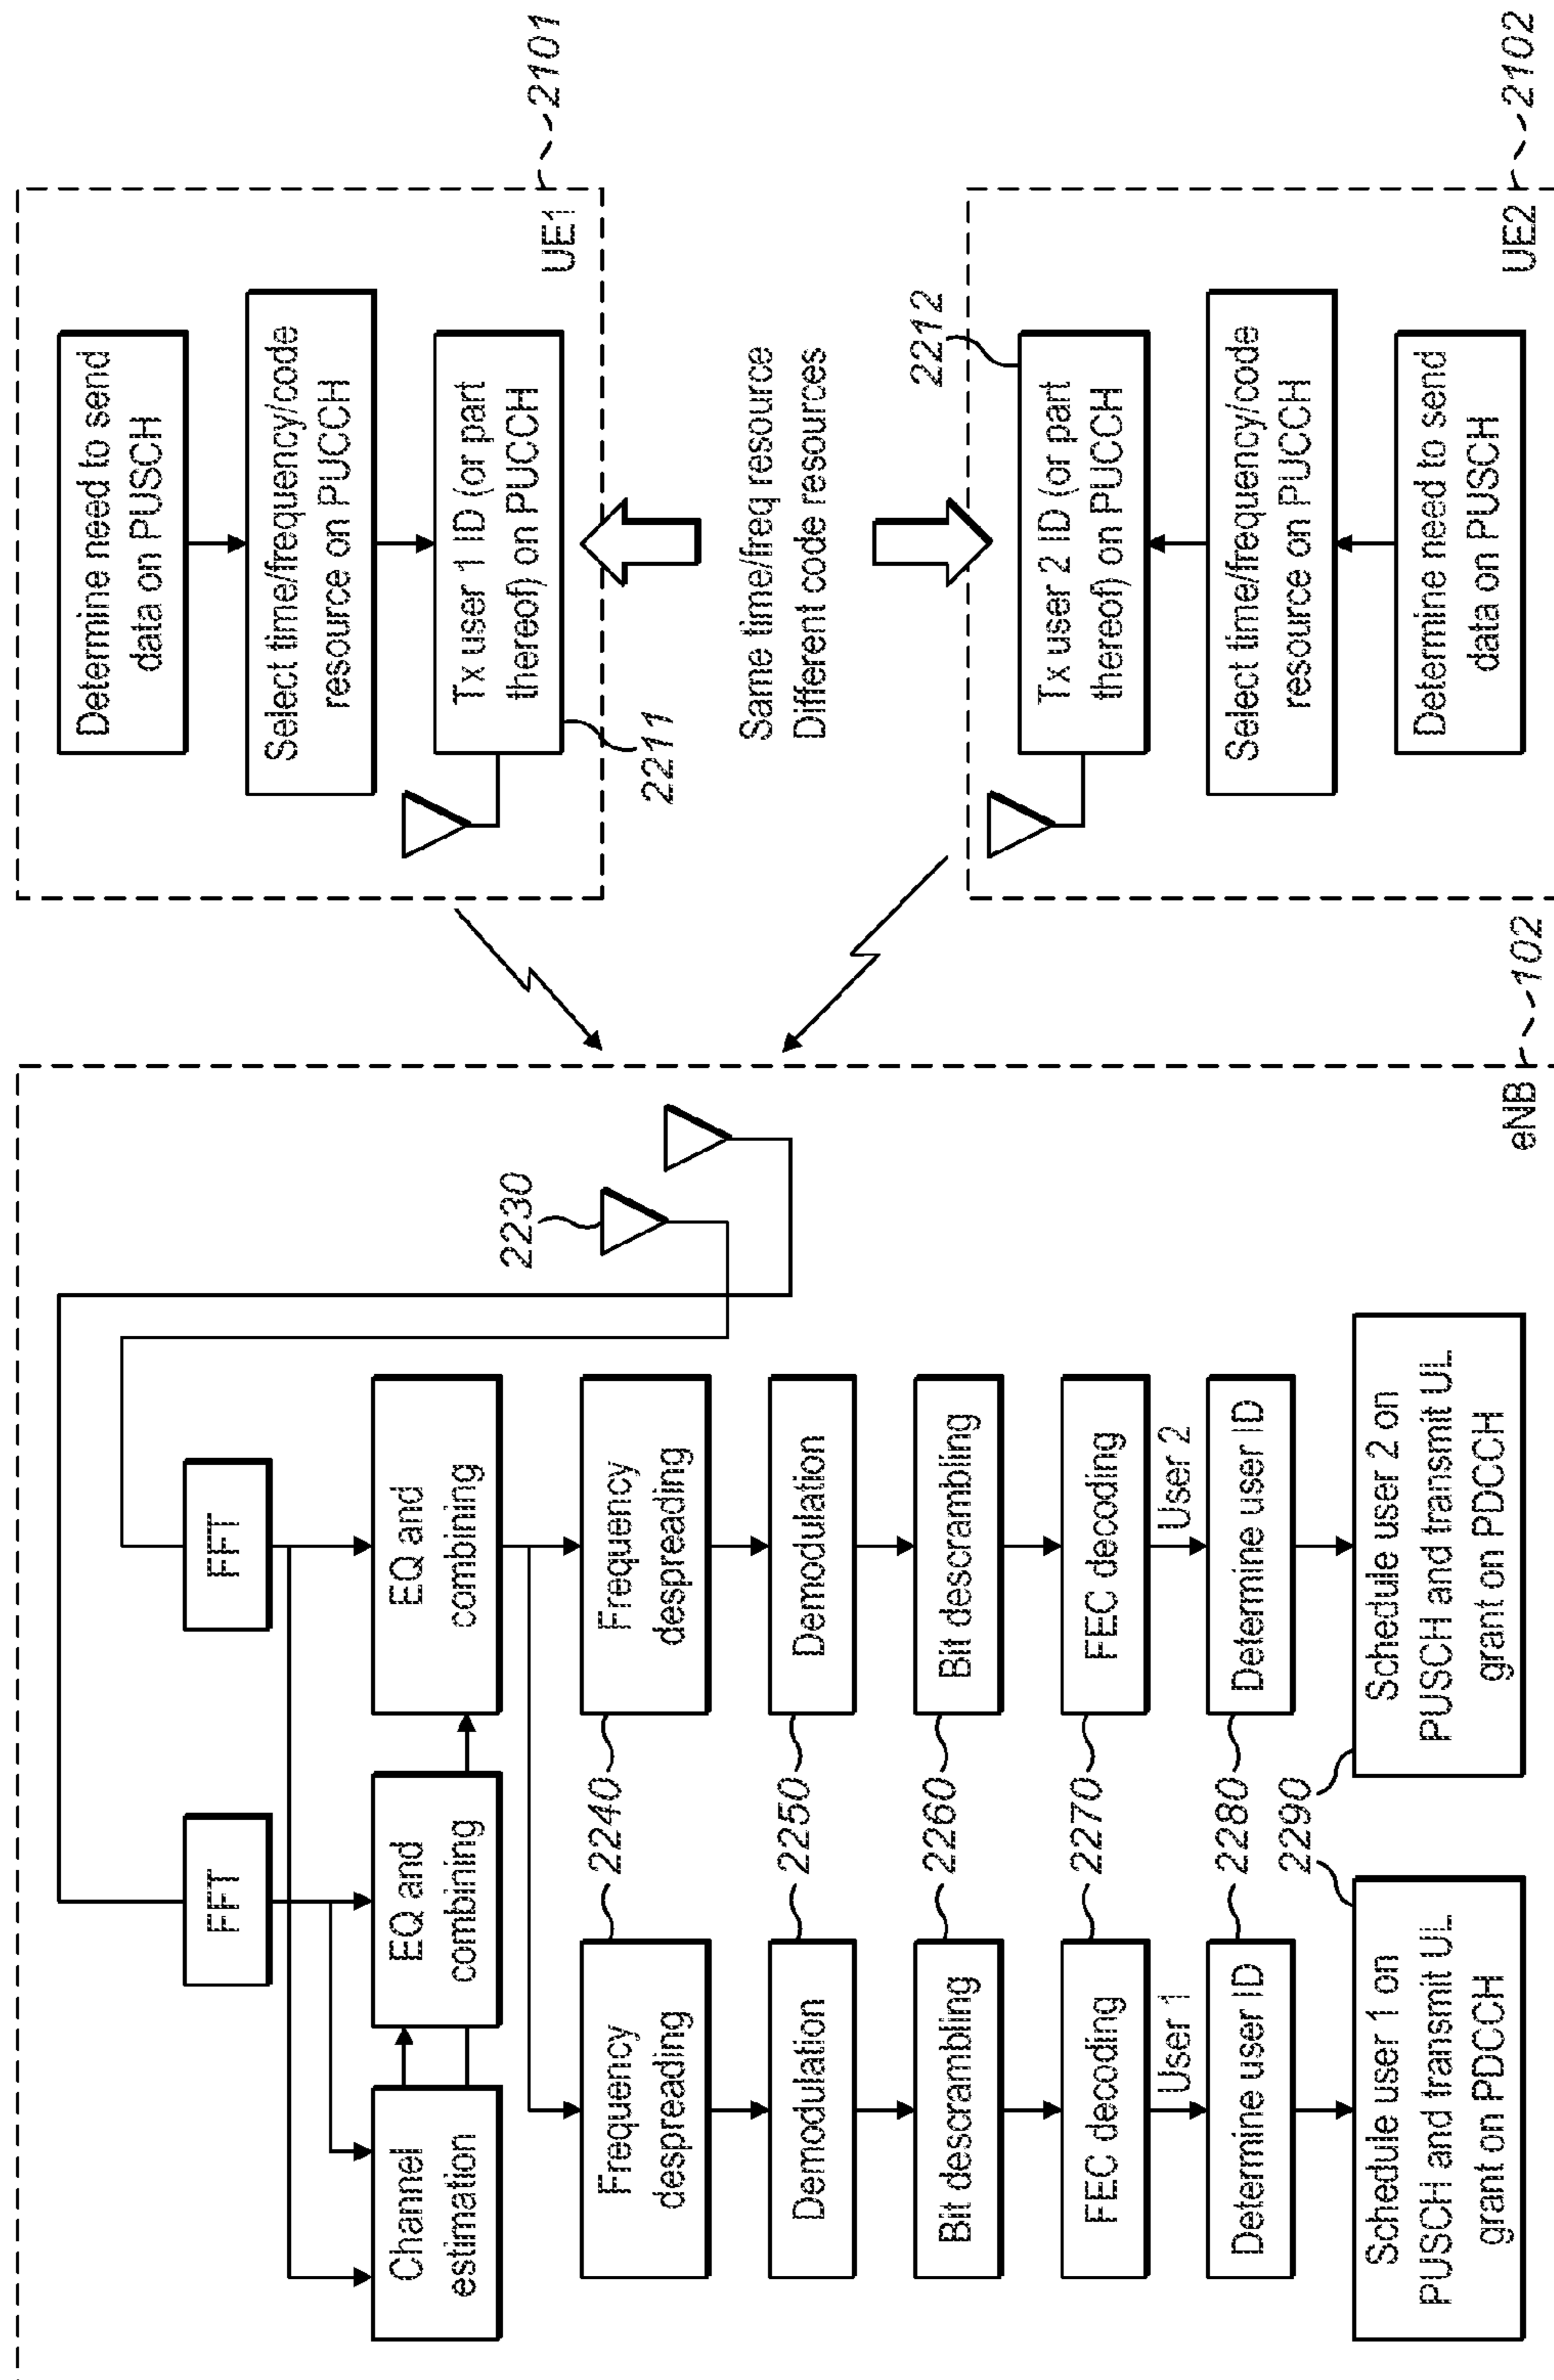 Determine need to send
data on PUSCH
Select time/frequency/code
resource on PUCCH
Tx user 1 ID (or part
thereof) on PUCCH
2211
UE1
2101
Same time/freq resource
Different code resources
2212
Tx user 2 ID (or part
thereof) on PUCCH
Select time/frequency/code
resource on PUCCH
Determine need to send
data on PUSCH
UE2
2102
2230
FFT
FFT
Channel
estimation
EQ and
combining
EQ and
combining
Frequency
despreading
2240
Frequency
despreading
Demodulation
2250
Demodulation
Bit descrambling
2260
Bit descrambling
FEC decoding
2270
FEC decoding
User 1
User 2
Determine user ID
2280
Determine user ID
Schedule user 1 on
PUSCH and transmit UL
grant on PDCCH
2290
Schedule user 2 on
PUSCH and transmit UL
grant on PDCCH
eNB
102